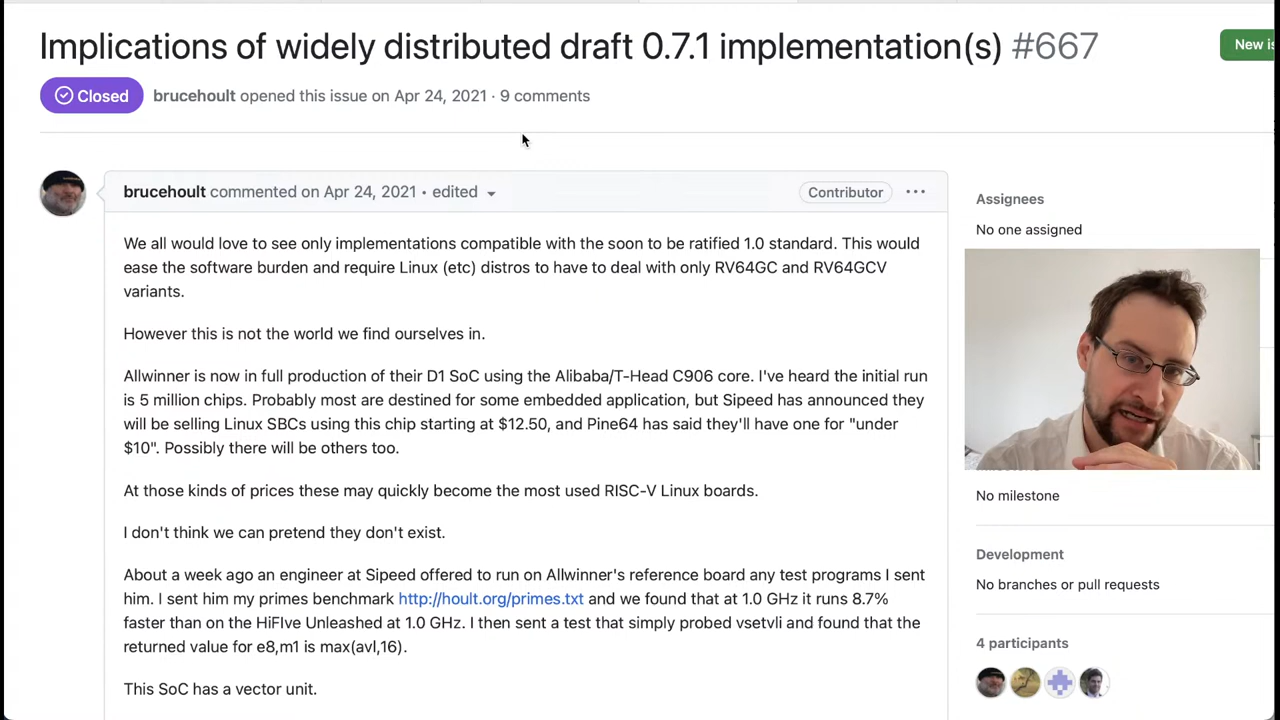 Implications of widely distributed draft 0.7.1 implementation(s) #667
New is
Closed
brucehoult opened this issue on Apr 24, 2021 · 9 comments
brucehoult commented on Apr 24, 2021 • edited
Contributor
We all would love to see only implementations compatible with the soon to be ratified 1.0 standard. This would
ease the software burden and require Linux (etc) distros to have to deal with only RV64GC and RV64GCV
variants.
However this is not the world we find ourselves in.
Allwinner is now in full production of their D1 SoC using the Alibaba/T-Head C906 core. I've heard the initial run
is 5 million chips. Probably most are destined for some embedded application, but Sipeed has announced they
will be selling Linux SBCs using this chip starting at $12.50, and Pine64 has said they'll have one for "under
$10". Possibly there will be others too.
At those kinds of prices these may quickly become the most used RISC-V Linux boards.
I don't think we can pretend they don't exist.
About a week ago an engineer at Sipeed offered to run on Allwinner's reference board any test programs I sent
him. I sent him my primes benchmark http://hoult.org/primes.txt and we found that at 1.0 GHz it runs 8.7%
faster than on the HiFIve Unleashed at 1.0 GHz. I then sent a test that simply probed vsetvli and found that the
returned value for e8,m1 is max(avl,16).
This SoC has a vector unit.
Assignees
No one assigned
No milestone
Development
No branches or pull requests
4 participants